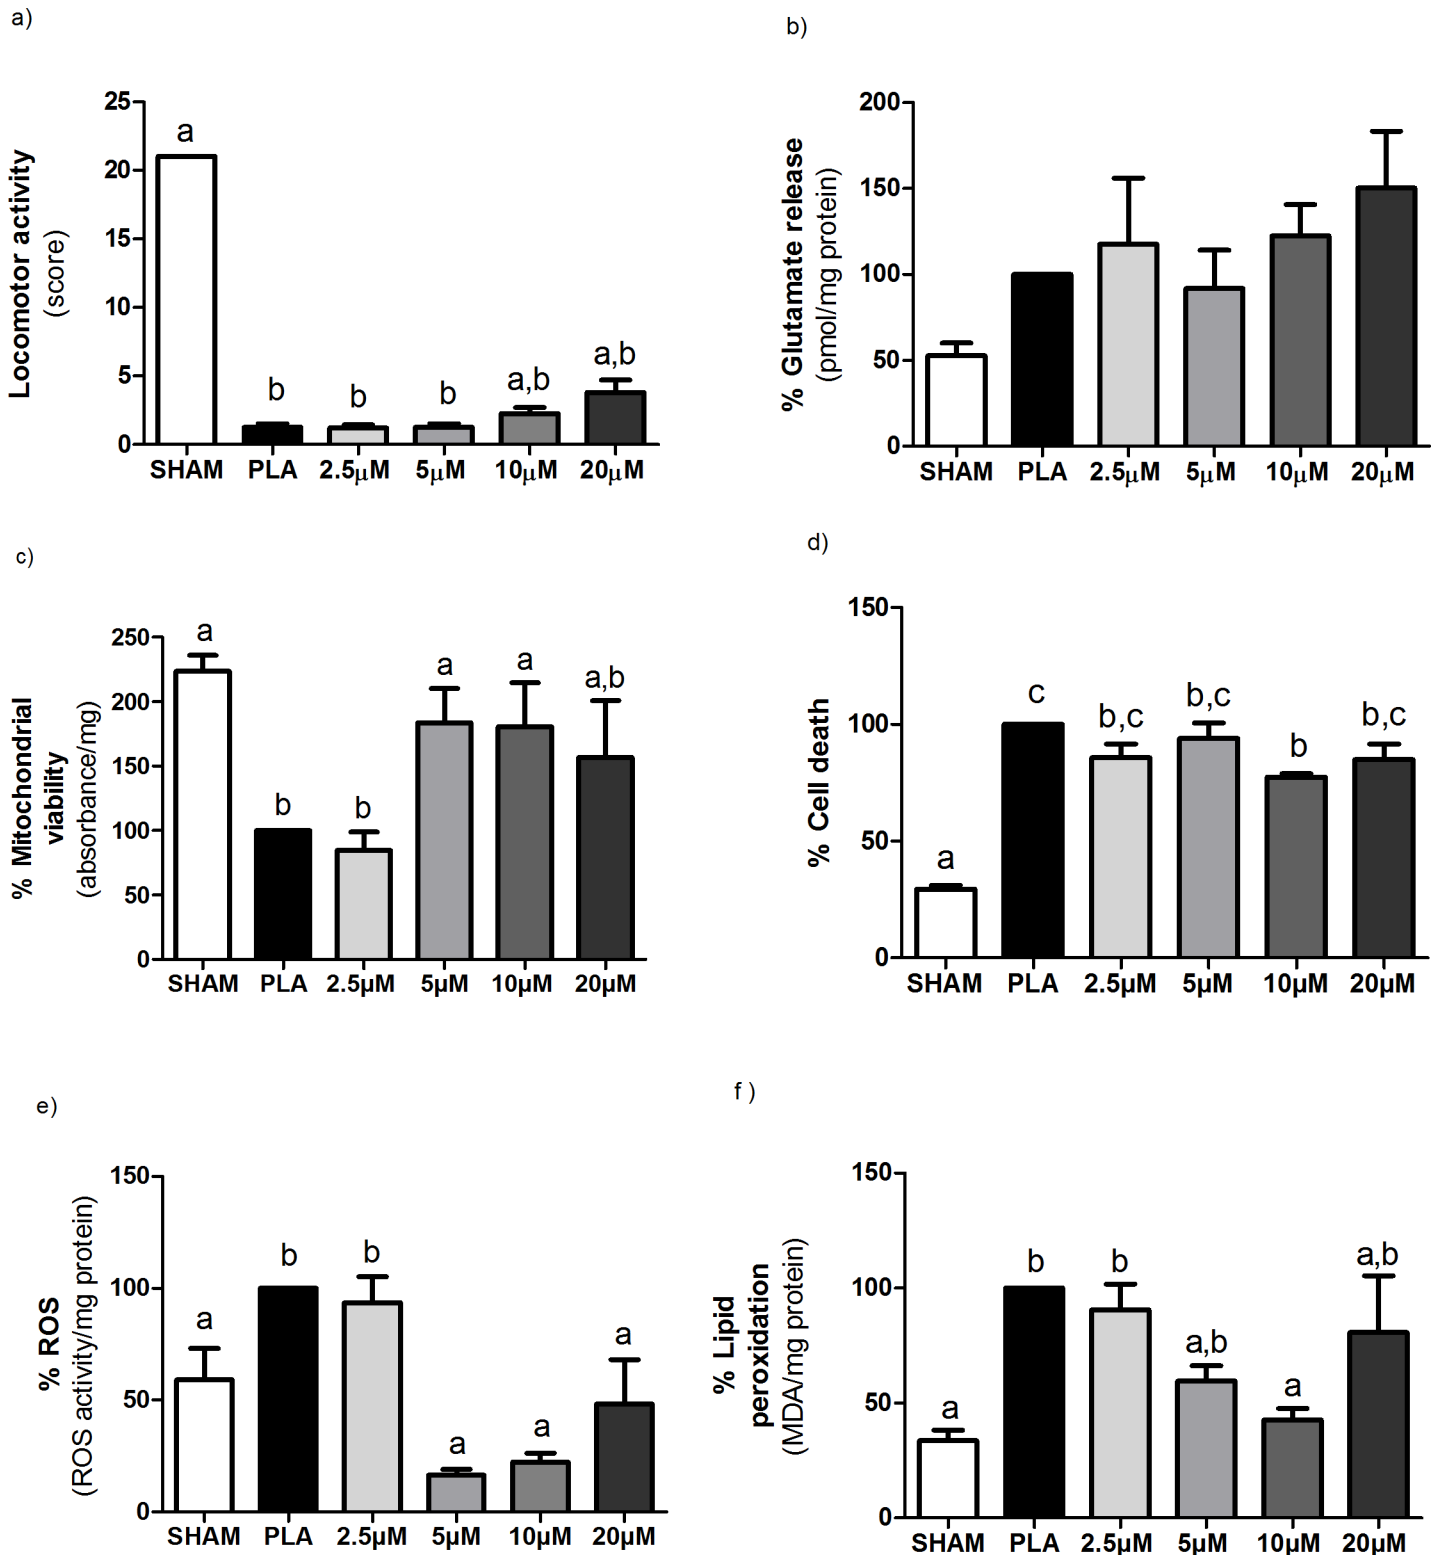 a)
Locomotor activity
(score)
25
20
15
10
5
0
a
b
b
b
a,b
a,b
SHAM PLA 2.5μM 5μM 10μM 20μM
b)
% Glutamate release
(pmol/mg protein)
200
150
100
50
0
SHAM PLA 2.5μM 5μM 10μM 20μM
c)
% Mitochondrial
viability
(absorbance/mg)
250
200
150
100
50
0
a
b
b
a
a
a,b
SHAM PLA 2.5µM 5µM 10µM 20µM
d)
% Cell death
150
100
50
0
a
c
b,c
b,c
b
b,c
SHAM PLA 2.5µM 5µM 10µM 20µM
e)
% ROS
(ROS activity/mg protein)
150
100
50
0
a
b
b
a
a
a
SHAM PLA 2.5µM 5µM 10µM 20µM
f )
% Lipid
peroxidation
(MDA/mg protein)
150
100
50
0
a
b
b
a,b
a
a,b
SHAM PLA 2.5µM 5µM 10µM 20µM